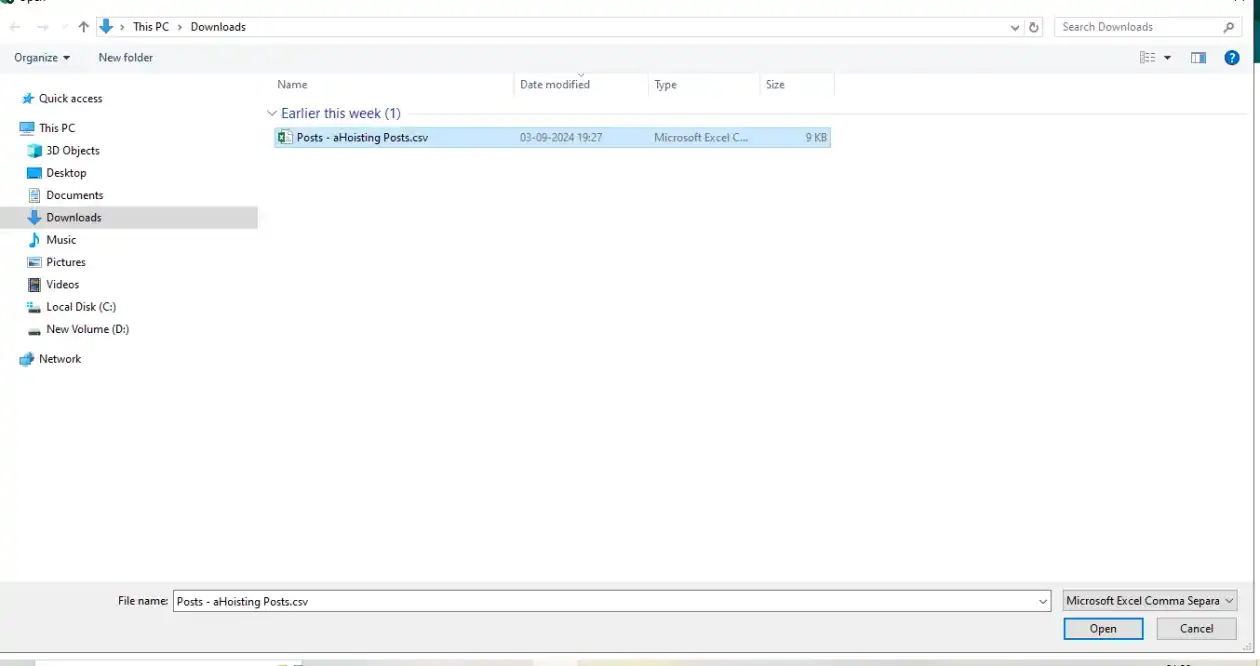 This PC
Downloads
Search Downloads
Organize
New folder
Name
Date modified
Type
Size
Quick access
This PC
3D Objects
Desktop
Documents
Downloads
Music
Pictures
Videos
Local Disk (C:)
New Volume (D:)
Network
Earlier this week (1)
Posts - aHoisting Posts.csv 03-09-2024 19:27 Microsoft Excel C... 9 KB
File name: Posts - aHoisting Posts.csv
Microsoft Excel Comma Separa
Open
Cancel